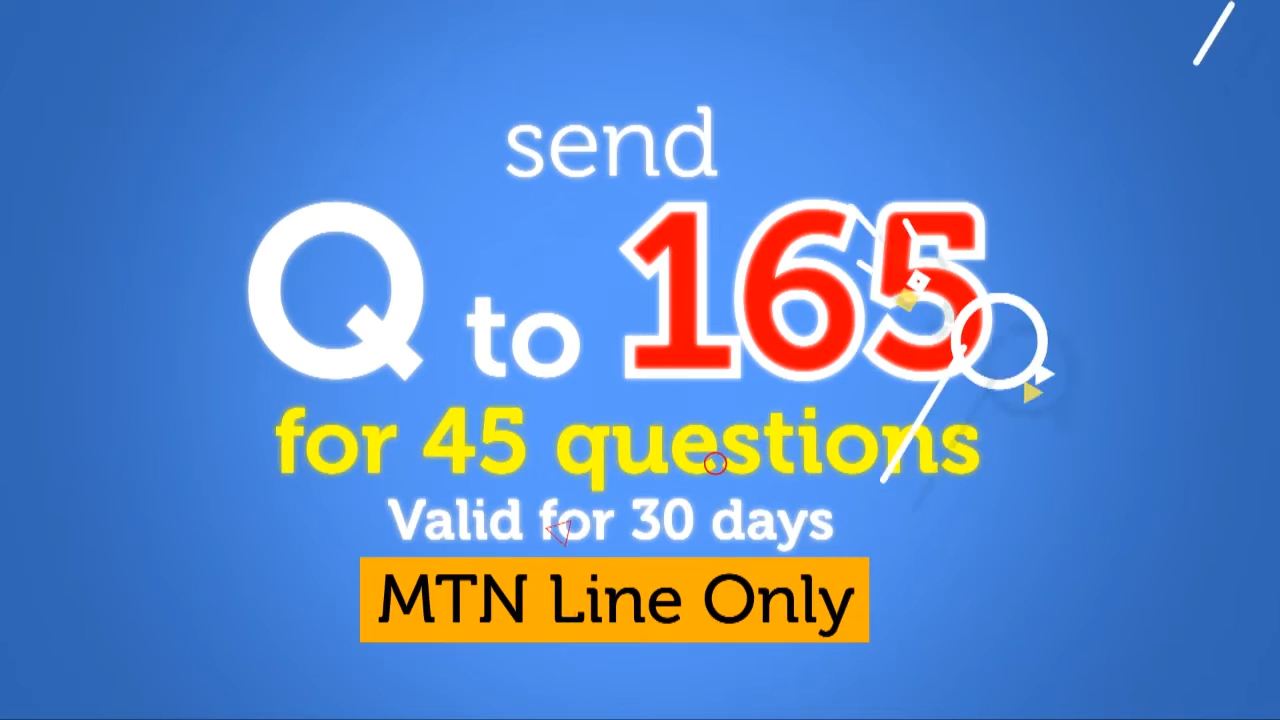 send
Q to 165
for 45 questions
Valid for 30 days
MTN Line Only